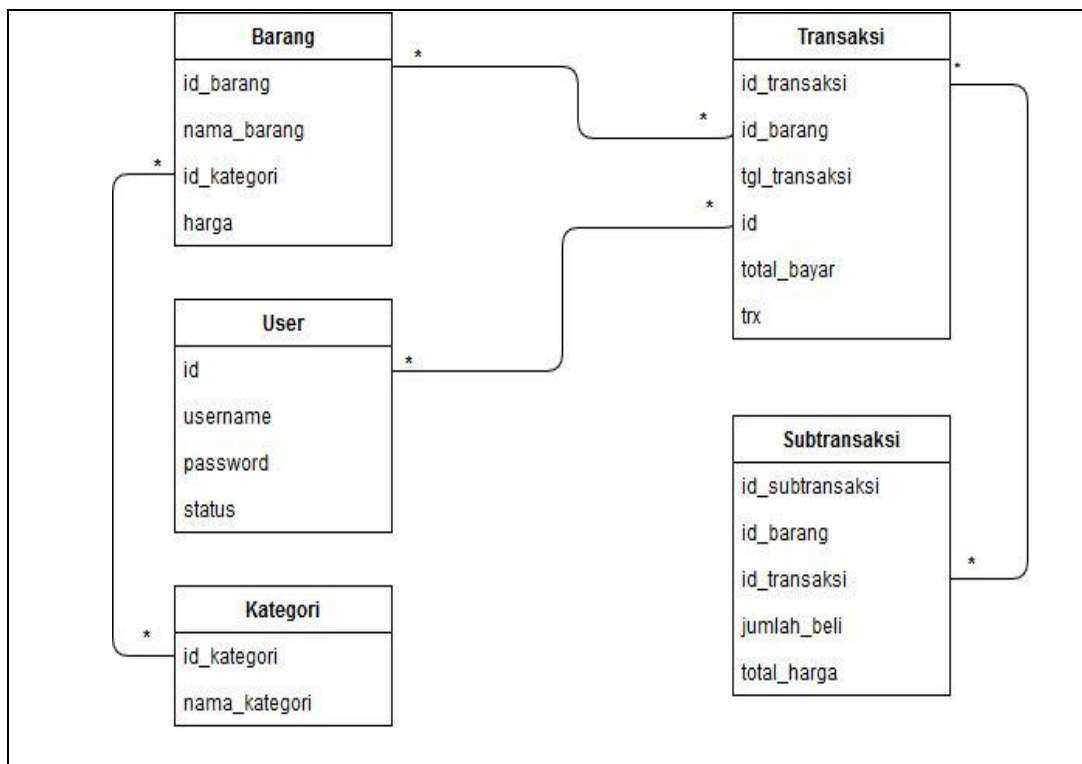 Barang
id_barang
nama_barang
id_kategori
harga
*
*
User
id
username
password
status
*
Kategori
id_kategori
nama_kategori
*
Transaksi
id_transaksi
id_barang
tgl_transaksi
id
total_bayar
trx
*
*
*
Subtransaksi
id_subtransaksi
id_barang
id_transaksi
jumlah_beli
total_harga
*